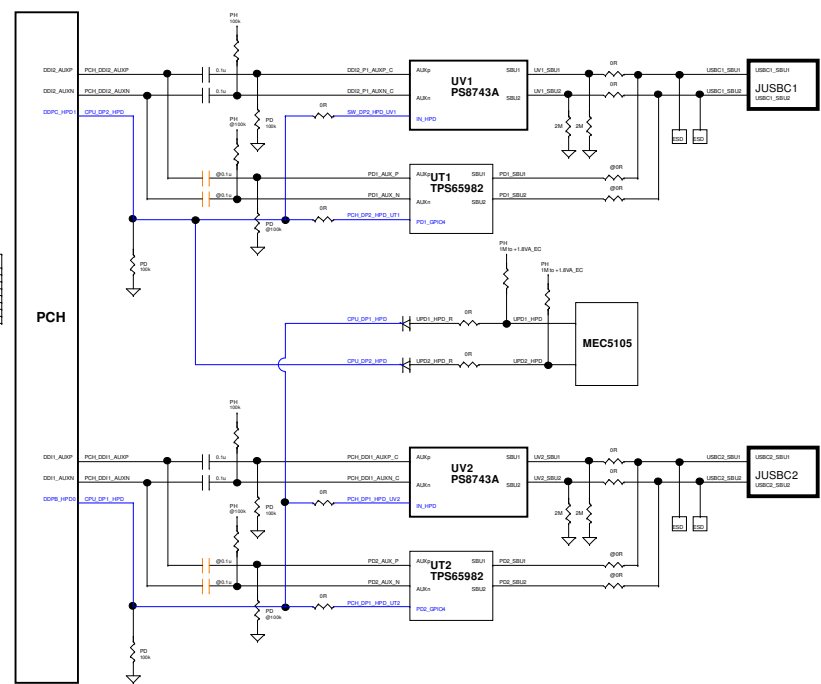 PH
100k
DDI2_AUXP PCH_DDI2_AUXP 0.1u DDI2_P1_AUXP_C AUXp SBU1 UV1_SBU1 0R USBC1_SBU1 USBC1_SBU1
UV1
PS8743A
JUSBC1
DDI2_AUXN PCH_DDI2_AUXN 0.1u DDI2_P1_AUXN_C AUXn SBU2 UV1_SBU2 0R USBC1_SBU2 USBC1_SBU2
DDPC_HPD1 CPU_DP2_HPD 0R SW_DP2_HPD_UV1 IN_HPD
PD
100k
PH
@100k
2M 2M
ESD ESD
@0.1u PD1_AUX_P AUXp SBU1 PD1_SBU1 @0R
UT1
TPS65982
@0.1u PD1_AUX_N AUXn SBU2 PD1_SBU2 @0R
0R PCH_DP2_HPD_UT1 PD1_GPIO4
PD
@100k
PD
100k
PH
1M to +1.8VA_EC
PH
1M to +1.8VA_EC
PCH
CPU_DP1_HPD UPD1_HPD_R 0R UPD1_HPD
MEC5105
CPU_DP2_HPD UPD2_HPD_R 0R UPD2_HPD
PH
100k
DDI1_AUXP PCH_DDI1_AUXP 0.1u PCH_DDI1_AUXP_C AUXp SBU1 UV2_SBU1 0R USBC2_SBU1 USBC2_SBU1
UV2
PS8743A
JUSBC2
DDI1_AUXN PCH_DDI1_AUXN 0.1u PCH_DDI1_AUXN_C AUXn SBU2 UV2_SBU2 0R USBC2_SBU2 USBC2_SBU2
DDPB_HPD0 CPU_DP1_HPD 0R PCH_DP1_HPD_UV2 IN_HPD
PD
100k
PH
@100k
2M 2M
ESD ESD
@0.1u PD2_AUX_P AUXp SBU1 PD2_SBU1 @0R
UT2
TPS65982
@0.1u PD2_AUX_N AUXn SBU2 PD2_SBU2 @0R
0R PCH_DP1_HPD_UT2 PD2_GPIO4
PD
@100k
PD
100k